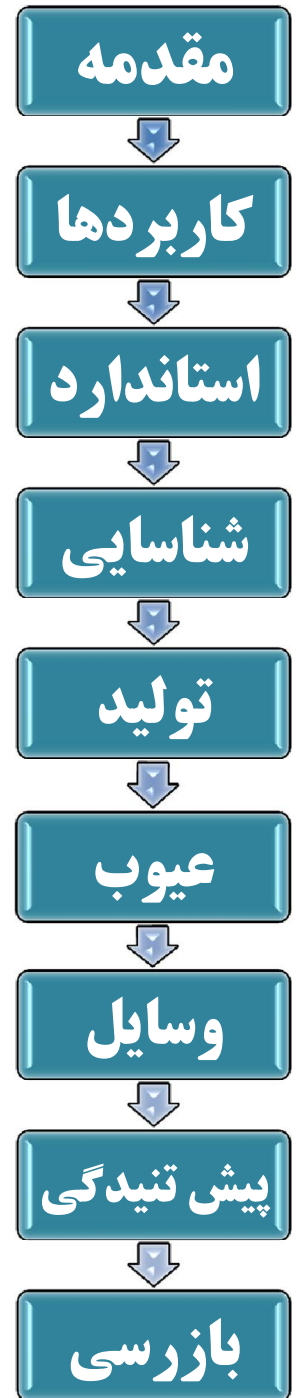 مقدمه
کاربردها
استاندارد
شناسایی
تولید
عیوب
وسایل
پیش تنیدگی
بازرسی